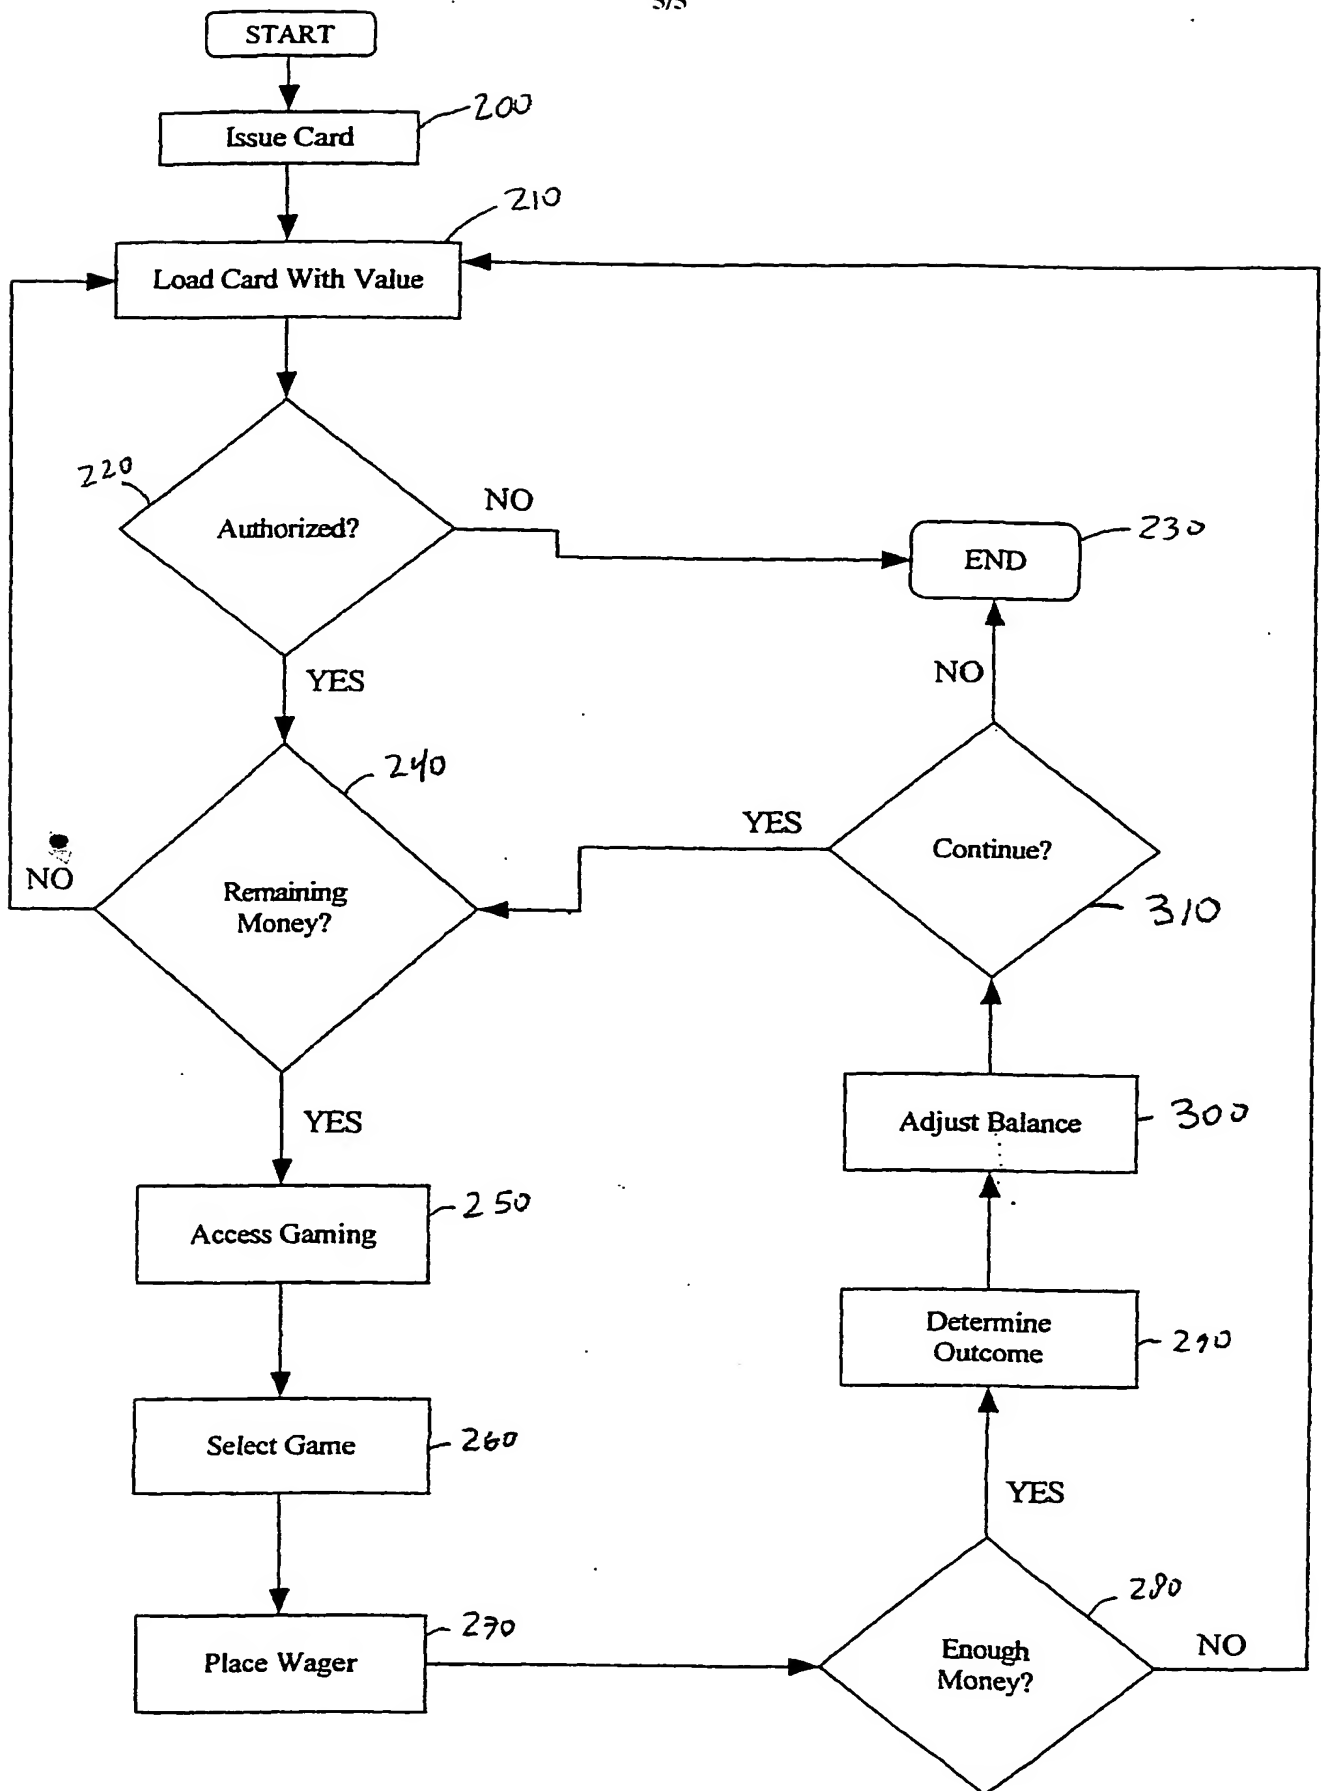 3/3
START
Issue Card
200
Load Card With Value
210
220
Authorized?
NO
END
230
YES
NO
240
Remaining
Money?
NO
YES
Continue?
310
YES
Adjust Balance
300
Access Gaming
250
Determine
Outcome
290
Select Game
260
YES
Place Wager
270
Enough
Money?
280
NO